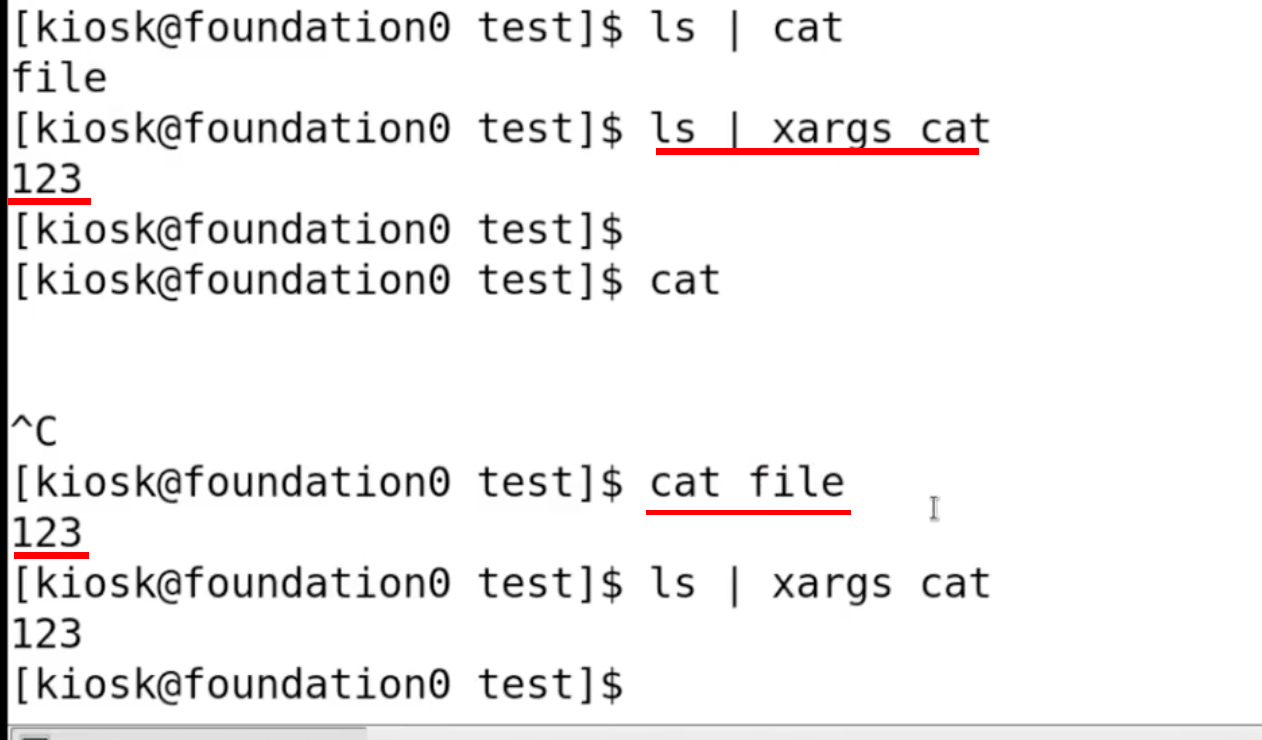 [kiosk@foundation0 test]$ ls | cat
file
[kiosk@foundation0 test]$ ls | xargs cat
123
[kiosk@foundation0 test]$
[kiosk@foundation0 test]$ cat
^C
[kiosk@foundation0 test]$ cat file
123
[kiosk@foundation0 test]$ ls | xargs cat
123
[kiosk@foundation0 test]$